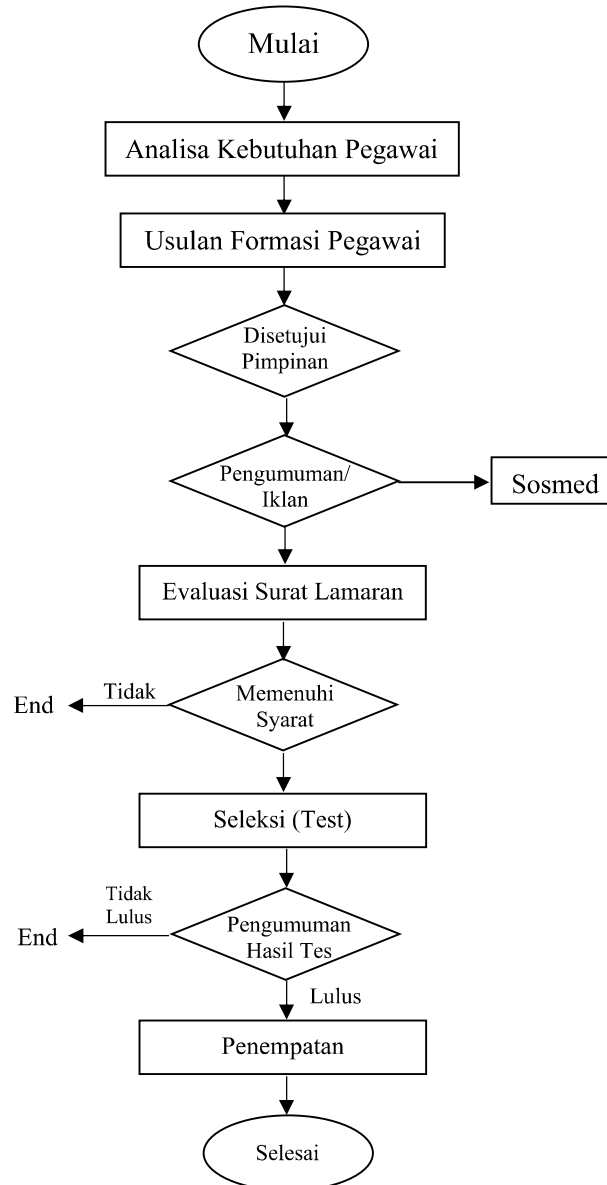 Mulai
Analisa Kebutuhan Pegawai
Usulan Formasi Pegawai
Disetujui
Pimpinan
Pengumuman/
Iklan
Sosmed
Evaluasi Surat Lamaran
Memenuhi
Syarat
Tidak
End
Seleksi (Test)
Tidak
Lulus
Pengumuman
Hasil Tes
End
Lulus
Penempatan
Selesai